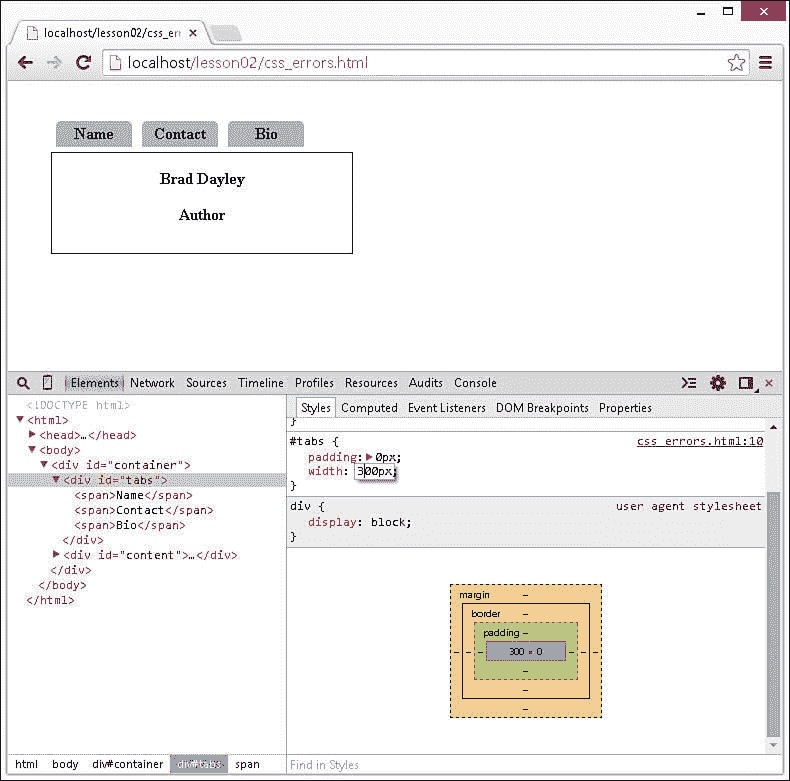 localhost/lesson02/css_err
localhost/lesson02/css_errors.html
Name Contact Bio
Brad Dayley
Author
Elements Network Sources Timeline Profiles Resources Audits Console
<!DOCTYPE html>
<html>
<head>…</head>
<body>
<div id="container">
<div id="tabs">
<span>Name</span>
<span>Contact</span>
<span>Bio</span>
</div>
<div id="content">…</div>
</div>
</body>
</html>
html body div#container div#tabs span
Styles Computed Event Listeners DOM Breakpoints Properties
}
#tabs { css_errors.html:10
padding: 0px;
width: 300px;
}
div { user agent stylesheet
display: block;
}
margin –
border –
padding –
– – – 300 × 0 – – –
–
–
–
Find in Styles